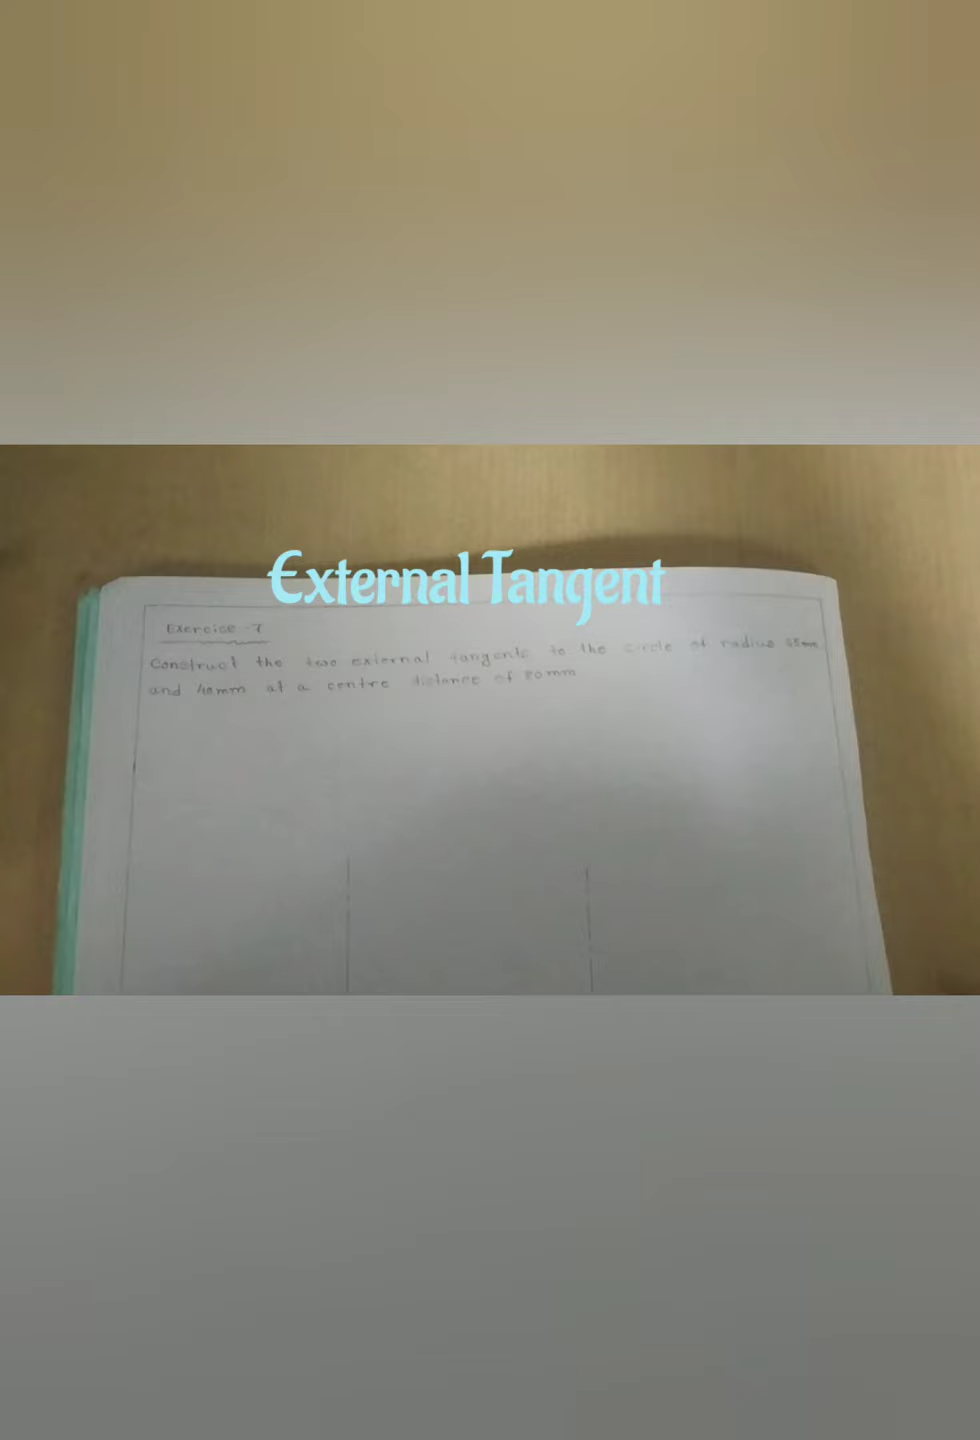 External Tangent
Exercise-7
Construct the two external tangents to the circle of radius
and 40mm at a centre distance of 80mm